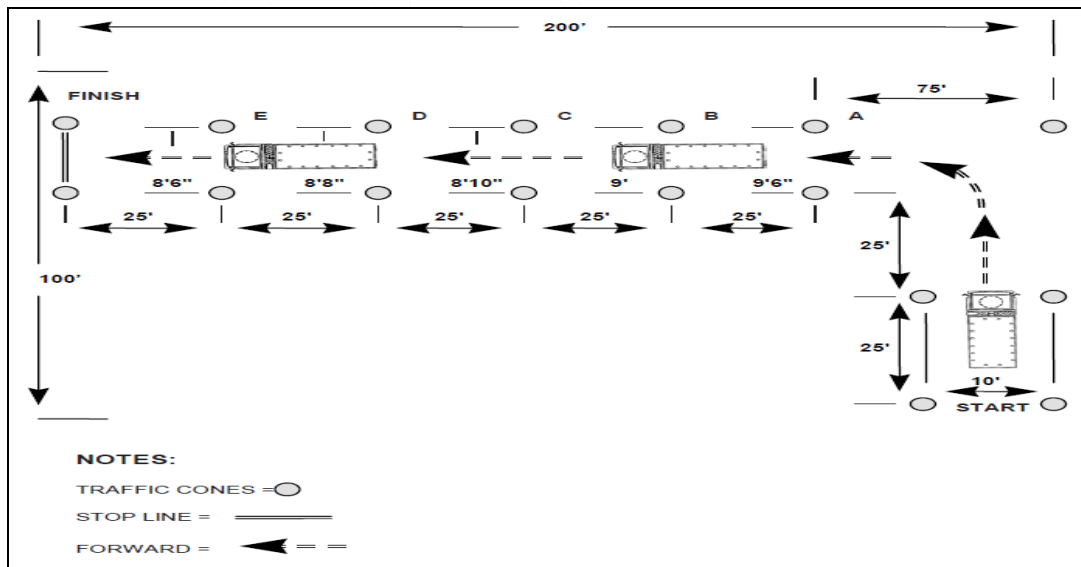 200'
75'
FINISH
E D C B A
8'6" 8'8" 8'10" 9' 9'6"
25' 25' 25' 25' 25'
25'
100'
25'
10'
START
NOTES:
TRAFFIC CONES =
STOP LINE =
FORWARD =